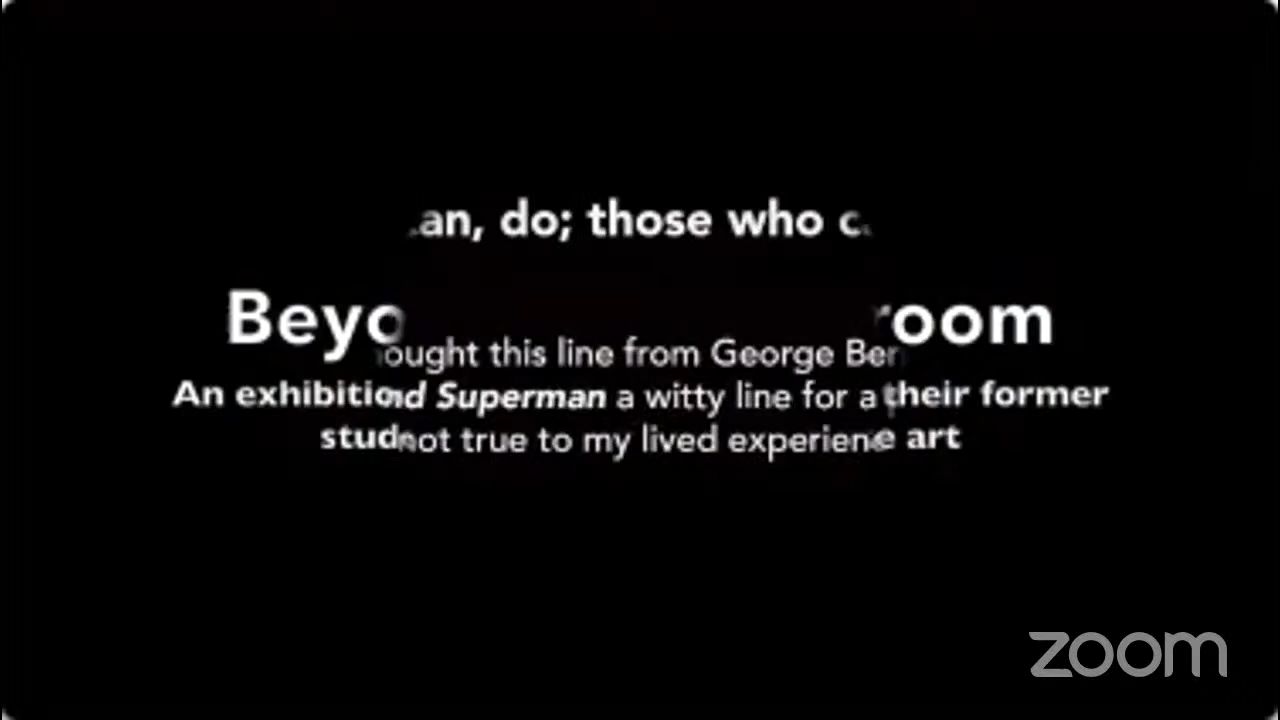 an, do; those who c
Beyo room
ought this line from George Ber
An exhibitiond Superman a witty line for a their former
studnot true to my lived experience art
zoom